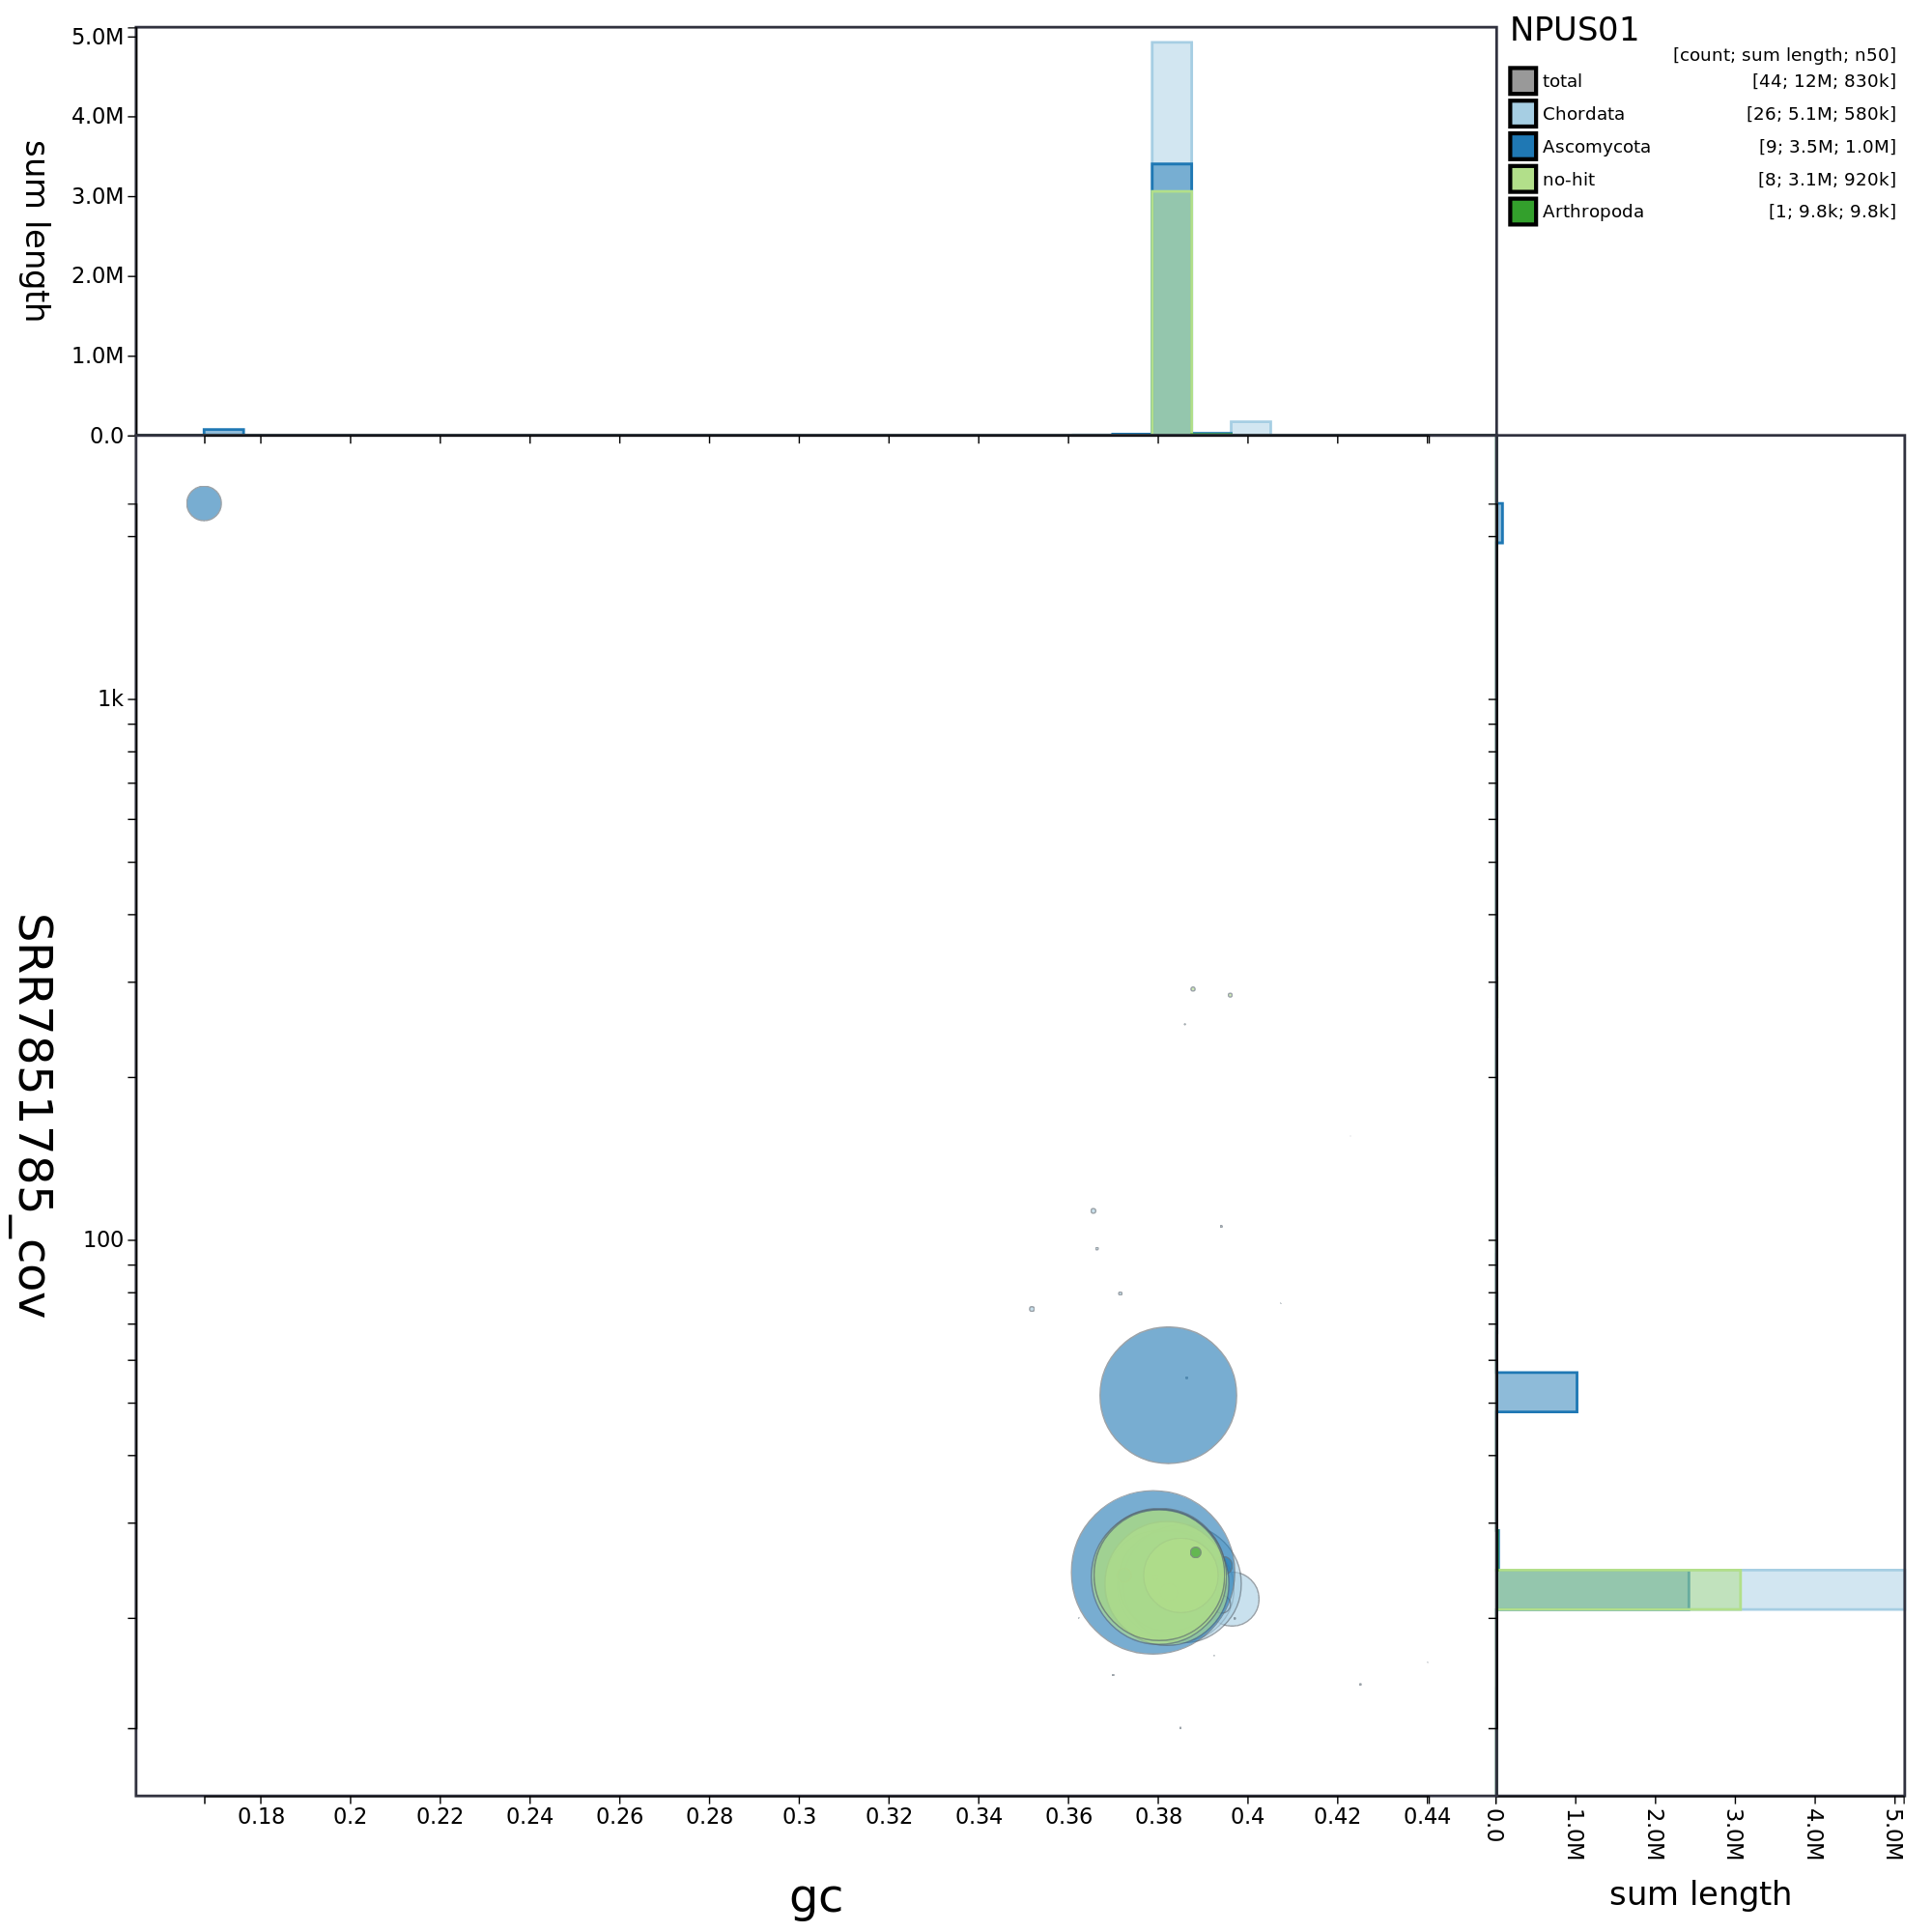 NPUS01
[count; sum length; n50]
total [44; 12M; 830k]
Chordata [26; 5.1M; 580k]
Ascomycota [9; 3.5M; 1.0M]
no-hit [8; 3.1M; 920k]
Arthropoda [1; 9.8k; 9.8k]
sum length
5.0M
4.0M
3.0M
2.0M
1.0M
0.0
SRR7851785_cov
1k
100
0.18 0.2 0.22 0.24 0.26 0.28 0.3 0.32 0.34 0.36 0.38 0.4 0.42 0.44
gc
0.0 1.0M 2.0M 3.0M 4.0M 5.0M
sum length